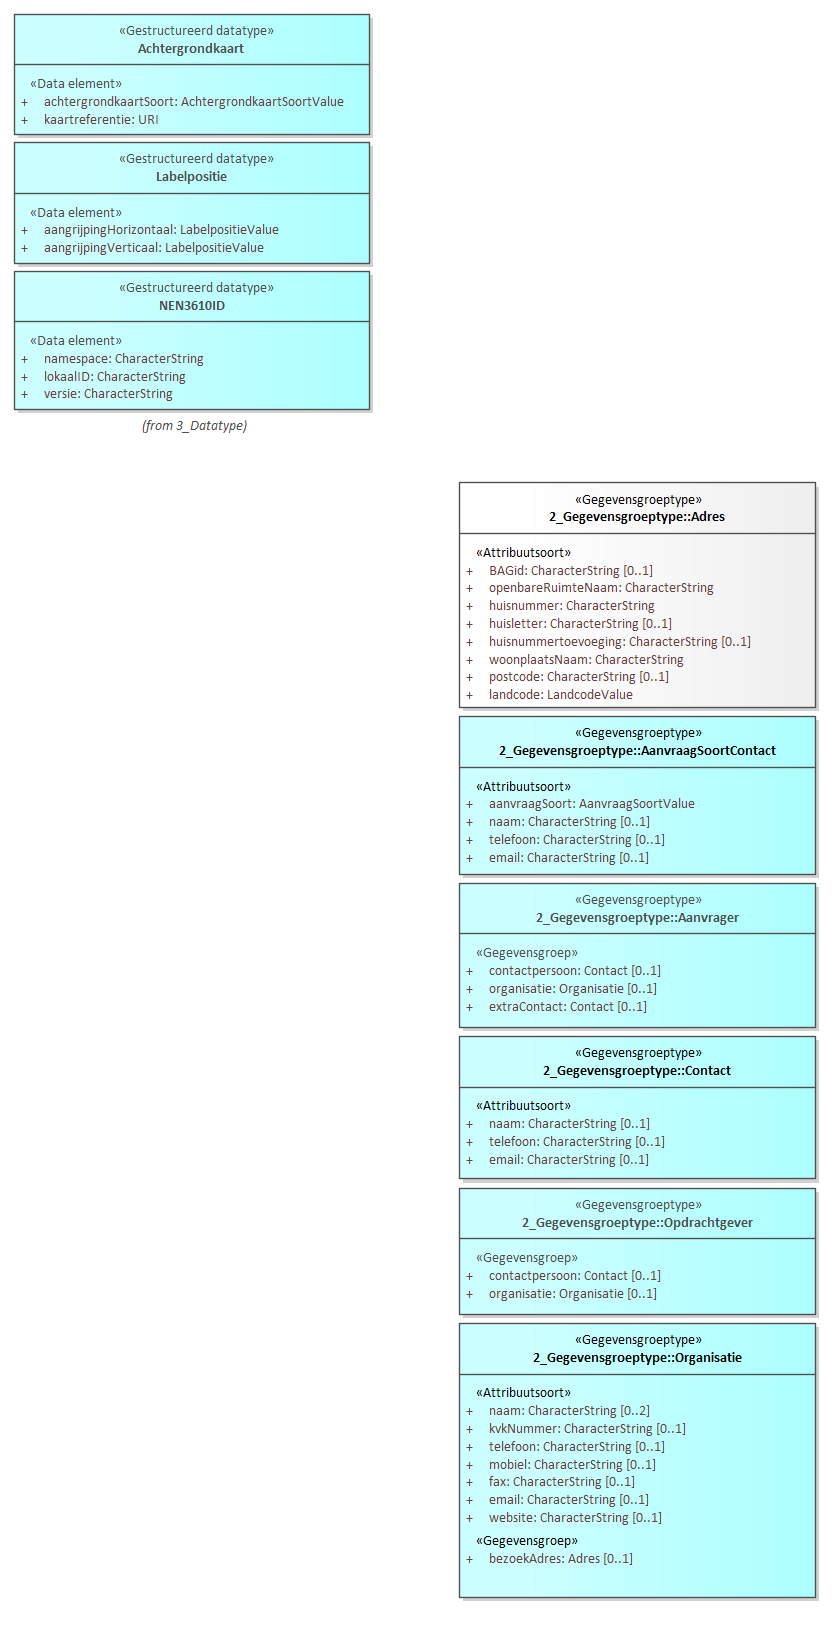 «Gestructureerd datatype»
Achtergrondkaart
«Data element»
+ achtergrondkaartSoort: AchtergrondkaartSoortValue
+ kaartreferentie: URI
«Gestructureerd datatype»
Labelpositie
«Data element»
+ aangrijpingHorizontaal: LabelpositieValue
+ aangrijpingVerticaal: LabelpositieValue
«Gestructureerd datatype»
NEN3610ID
«Data element»
+ namespace: CharacterString
+ lokaalID: CharacterString
+ versie: CharacterString
(from 3_Datatype)
«Gegevensgroeptype»
2_Gegevensgroeptype::Adres
«Attribuutsoort»
+ BAGid: CharacterString [0..1]
+ openbareRuimteNaam: CharacterString
+ huisnummer: CharacterString
+ huisletter: CharacterString [0..1]
+ huisnummertoevoeging: CharacterString [0..1]
+ woonplaatsNaam: CharacterString
+ postcode: CharacterString [0..1]
+ landcode: LandcodeValue
«Gegevensgroeptype»
2_Gegevensgroeptype::AanvraagSoortContact
«Attribuutsoort»
+ aanvraagSoort: AanvraagSoortValue
+ naam: CharacterString [0..1]
+ telefoon: CharacterString [0..1]
+ email: CharacterString [0..1]
«Gegevensgroeptype»
2_Gegevensgroeptype::Aanvrager
«Gegevensgroep»
+ contactpersoon: Contact [0..1]
+ organisatie: Organisatie [0..1]
+ extraContact: Contact [0..1]
«Gegevensgroeptype»
2_Gegevensgroeptype::Contact
«Attribuutsoort»
+ naam: CharacterString [0..1]
+ telefoon: CharacterString [0..1]
+ email: CharacterString [0..1]
«Gegevensgroeptype»
2_Gegevensgroeptype::Opdrachtgever
«Gegevensgroep»
+ contactpersoon: Contact [0..1]
+ organisatie: Organisatie [0..1]
«Gegevensgroeptype»
2_Gegevensgroeptype::Organisatie
«Attribuutsoort»
+ naam: CharacterString [0..2]
+ kvkNummer: CharacterString [0..1]
+ telefoon: CharacterString [0..1]
+ mobiel: CharacterString [0..1]
+ fax: CharacterString [0..1]
+ email: CharacterString [0..1]
+ website: CharacterString [0..1]
«Gegevensgroep»
+ bezoekAdres: Adres [0..1]